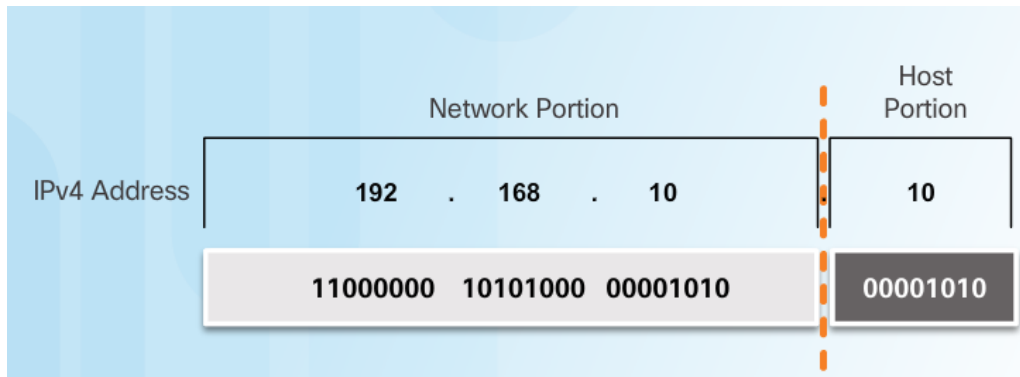 Host
Network Portion Portion
IPv4 Address 192 . 168 . 10 . 10
11000000 10101000 00001010 00001010